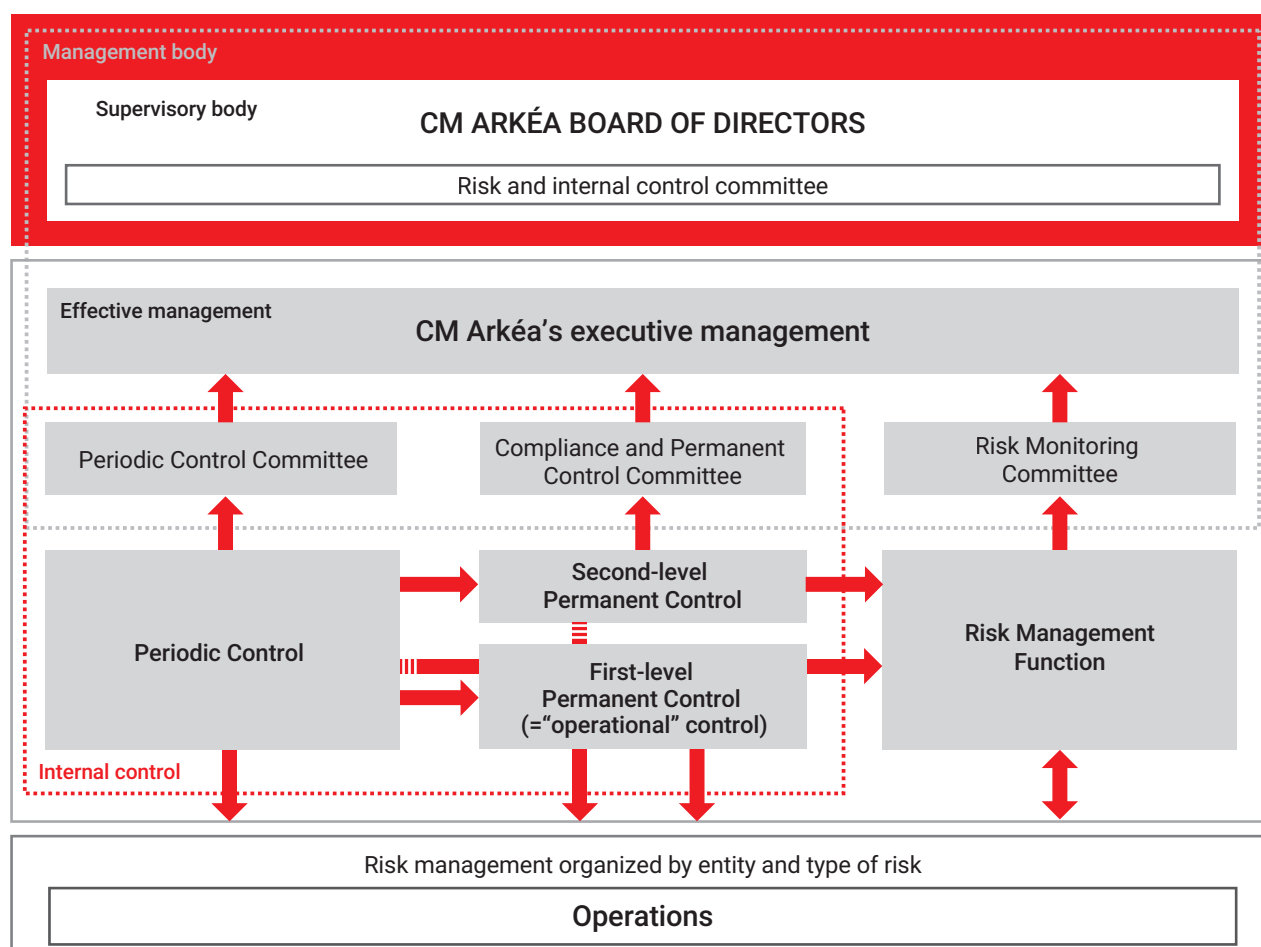 Management body
Supervisory body
CM ARKÉA BOARD OF DIRECTORS
Risk and internal control committee
Effective management
CM Arkéa’s executive management
Periodic Control Committee
Compliance and Permanent
Control Committee
Risk Monitoring
Committee
Periodic Control
Second-level
Permanent Control
First-level
Permanent Control
(=“operational” control)
Risk Management
Function
Internal control
Risk management organized by entity and type of risk
Operations